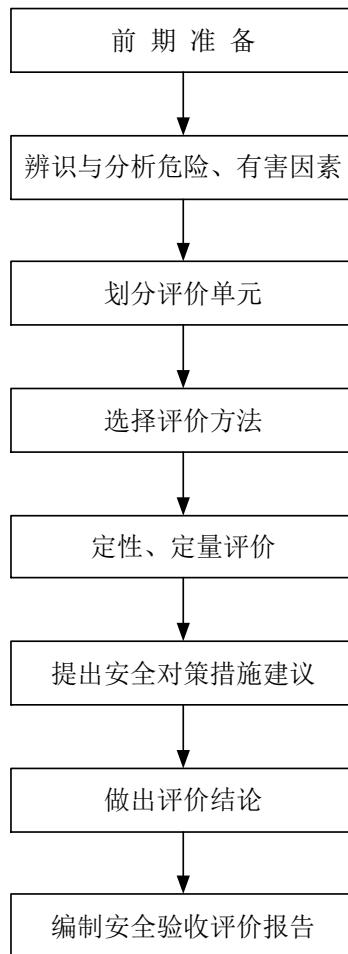 前 期 准 备
辨识与分析危险、有害因素
划分评价单元
选择评价方法
定性、定量评价
提出安全对策措施建议
做出评价结论
编制安全验收评价报告